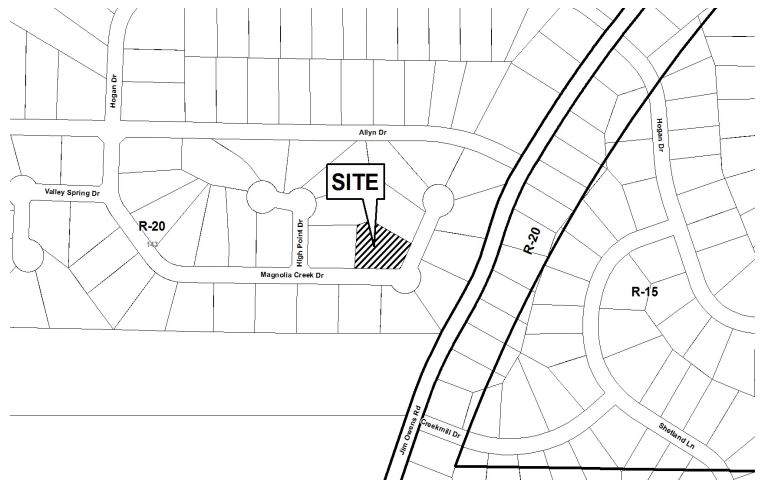 Hogan Dr
Allyn Dr
Hogan Dr
SITE
Valley Spring Dr
R-20
143
High Point Dr
R-20
Magnolia Creek Dr
R-15
Jim Owens Rd
Creekmill Dr
Shetland Ln